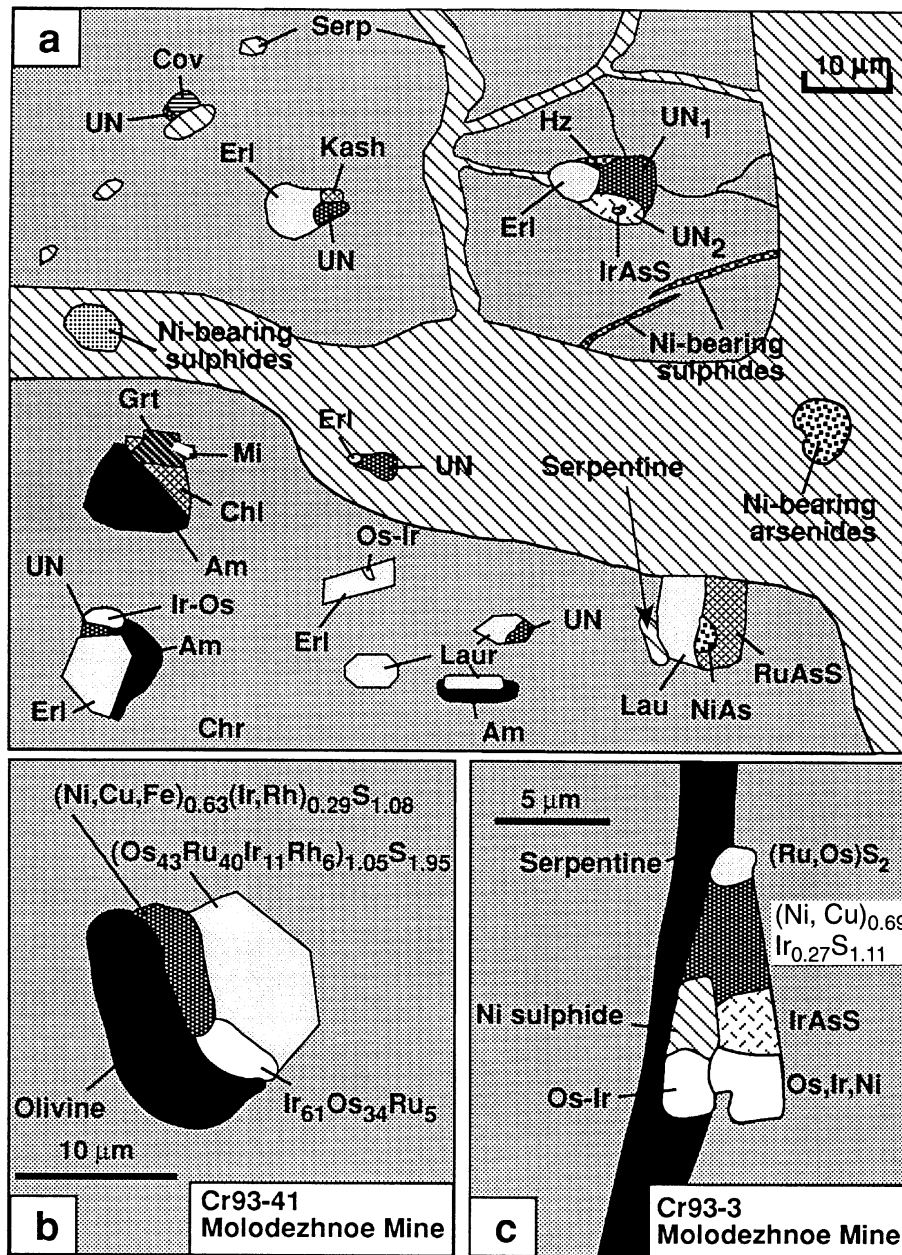 a
Serp
Cov
UN
10 µm
Hz
UN1
Erl
Kash
UN
Erl
IrAsS
UN2
Ni-bearing
sulphides
Ni-bearing
sulphides
Grt
Mi
Chl
Am
Erl
UN
Serpentine
Ni-bearing
arsenides
Os-Ir
Erl
UN
Ir-Os
Am
Erl
UN
Laur
Am
Chr
Lau
NiAs
RuAsS
(Ni,Cu,Fe)0.63(Ir,Rh)0.29S1.08
(Os43Ru40Ir11Rh6)1.05S1.95
Olivine
Ir61Os34Ru5
10 µm
b
Cr93-41
Molodezhnoe Mine
5 µm
Serpentine
(Ru,Os)S2
(Ni, Cu)0.69
Ir0.27S1.11
Ni sulphide
IrAsS
Os-Ir
Os,Ir,Ni
c
Cr93-3
Molodezhnoe Mine